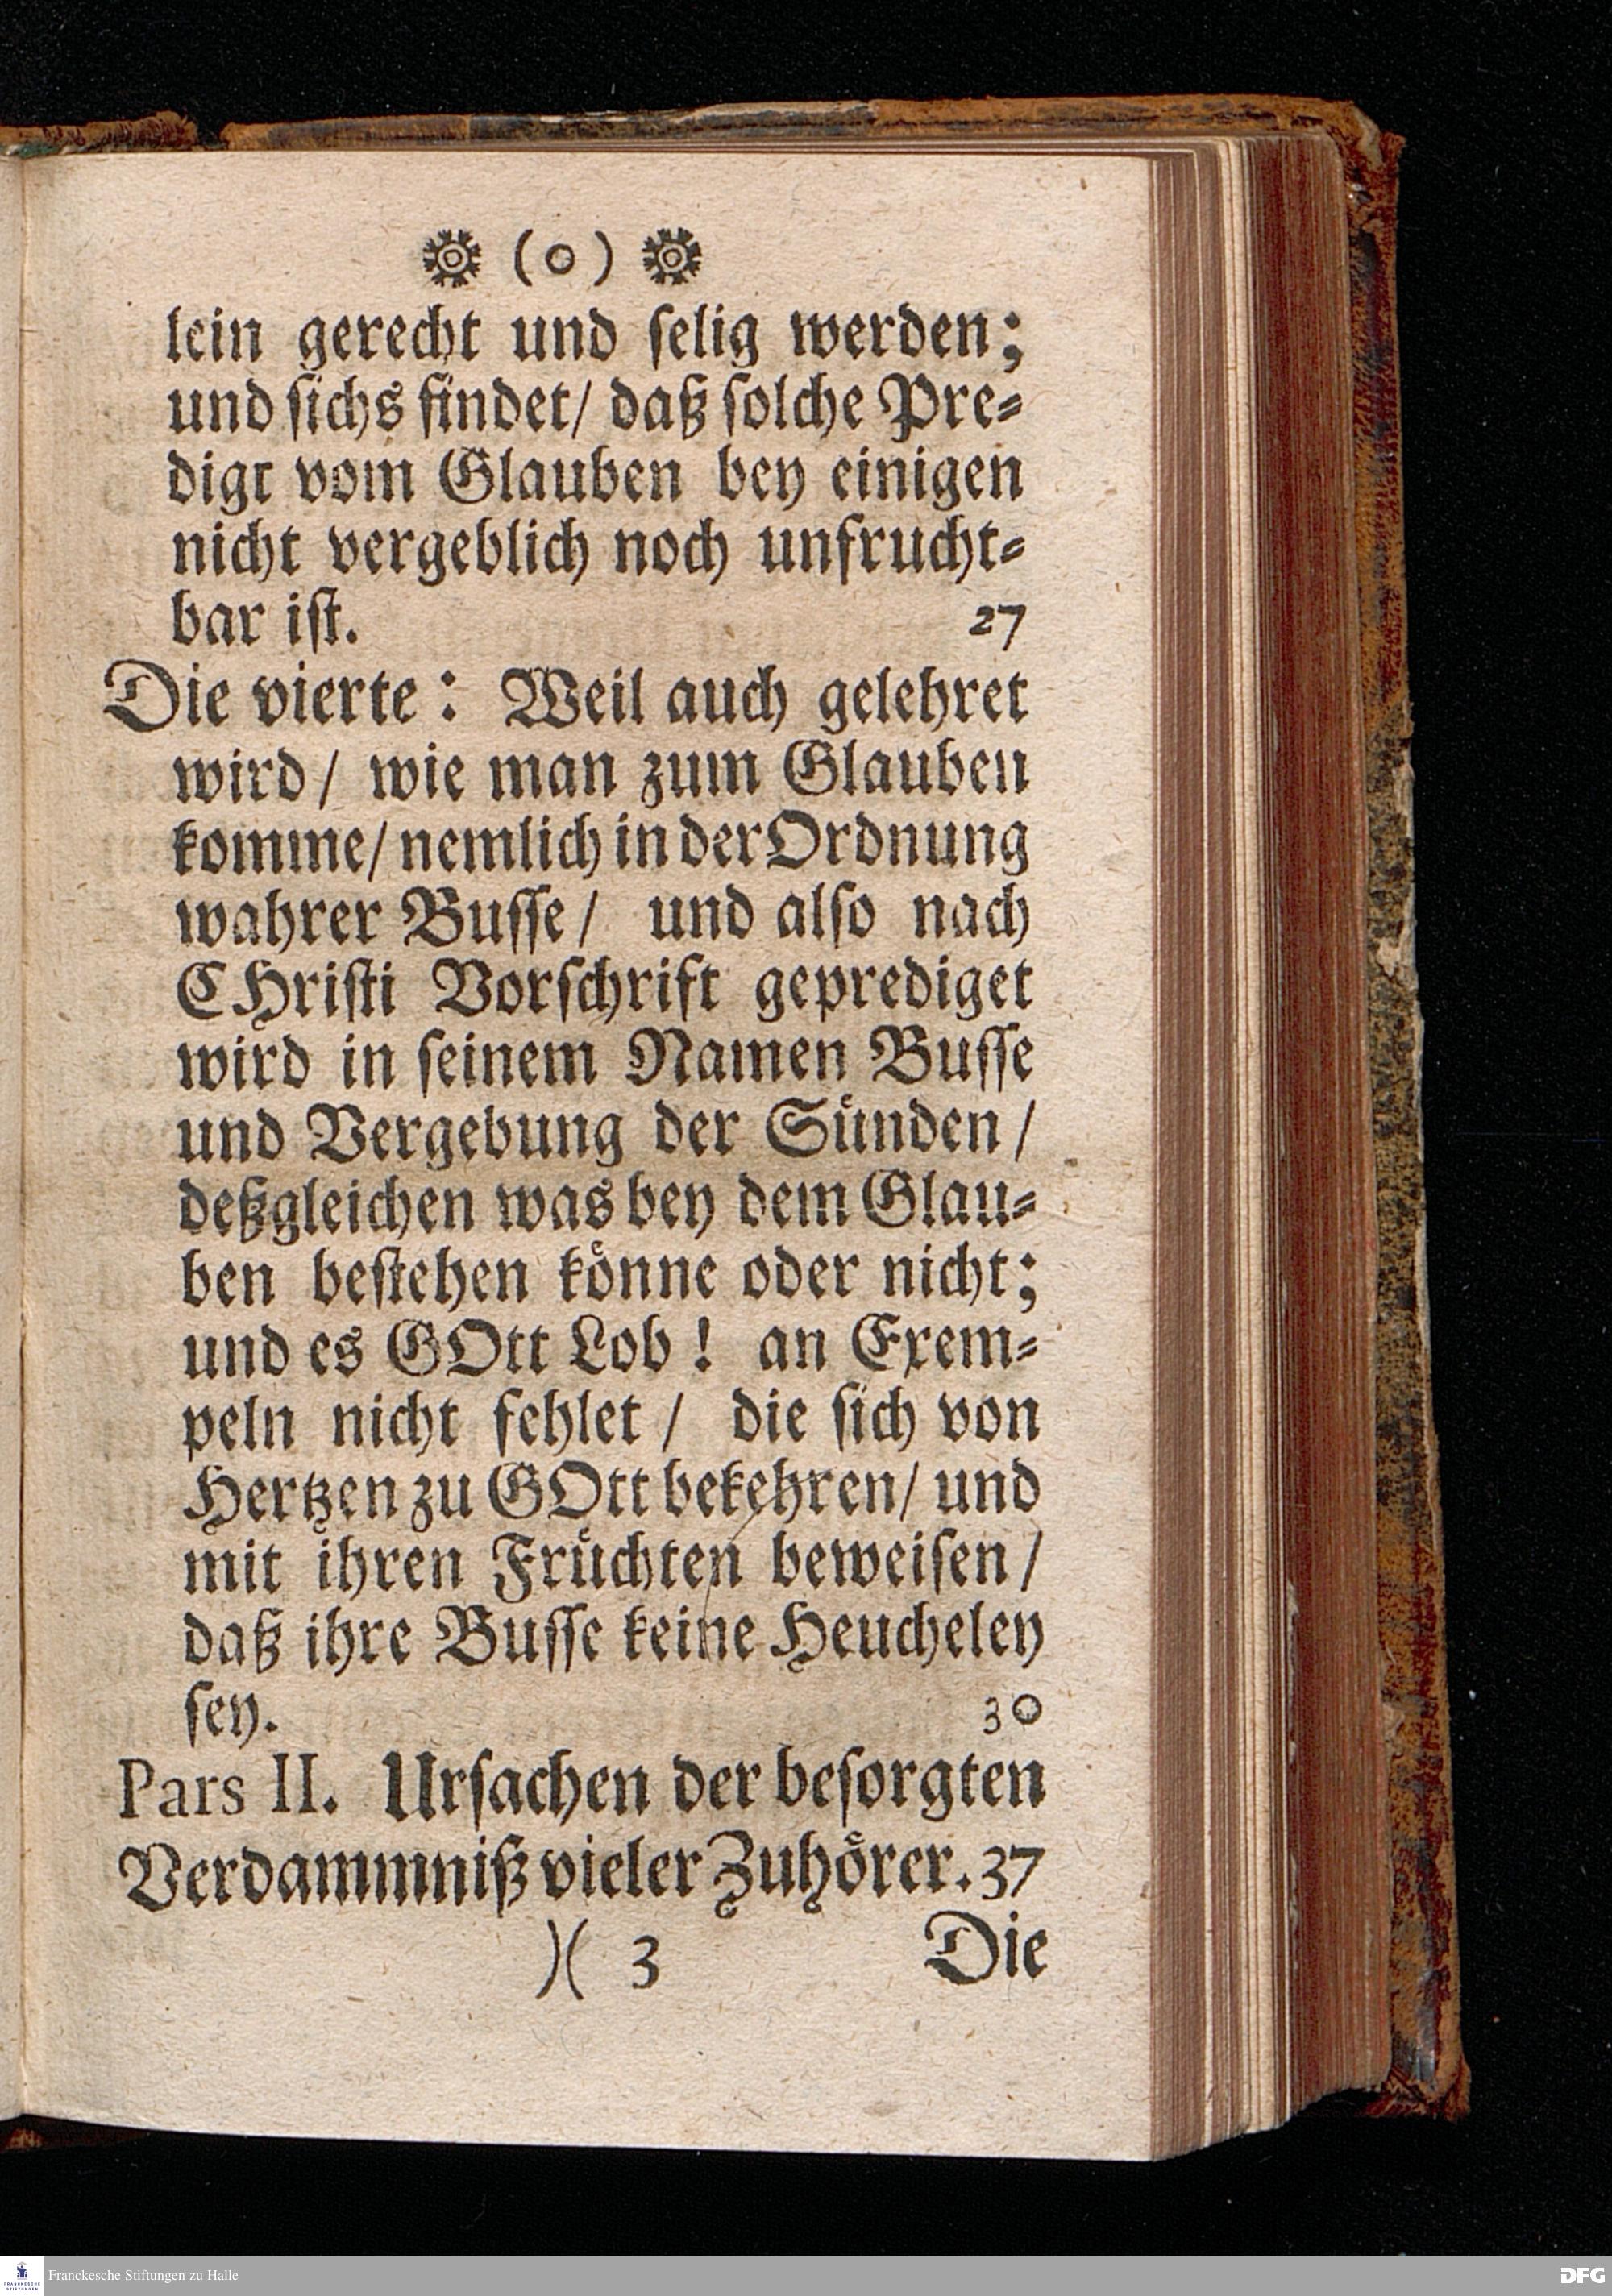 (o)
lein gerecht und selig werden;
und sichs findet/ daß solche Pre-
digt vom Glauben bey einigen
nicht vergeblich noch unfrucht-
bar ist. 27
Die vierte: Weil auch gelehret
wird/ wie man zum Glauben
komme/ nemlich in der Ordnung
wahrer Busse/ und also nach
CHristi Vorschrift geprediget
wird in seinem Namen Busse
und Vergebung der Sünden/
deßgleichen was bey dem Glau-
ben bestehen könne oder nicht;
und es GOtt Lob! an Exem-
peln nicht fehlet/ die sich von
Hertzen zu GOtt bekehren/ und
mit ihren Früchten beweisen/
daß ihre Busse keine Heucheley
sey. 30
Pars II. Ursachen der besorgten
Verdammniß vieler Zuhörer. 37
)( 3 Die
FRANCKESCHE
STIFTUNGEN
Franckesche Stiftungen zu Halle
DFG